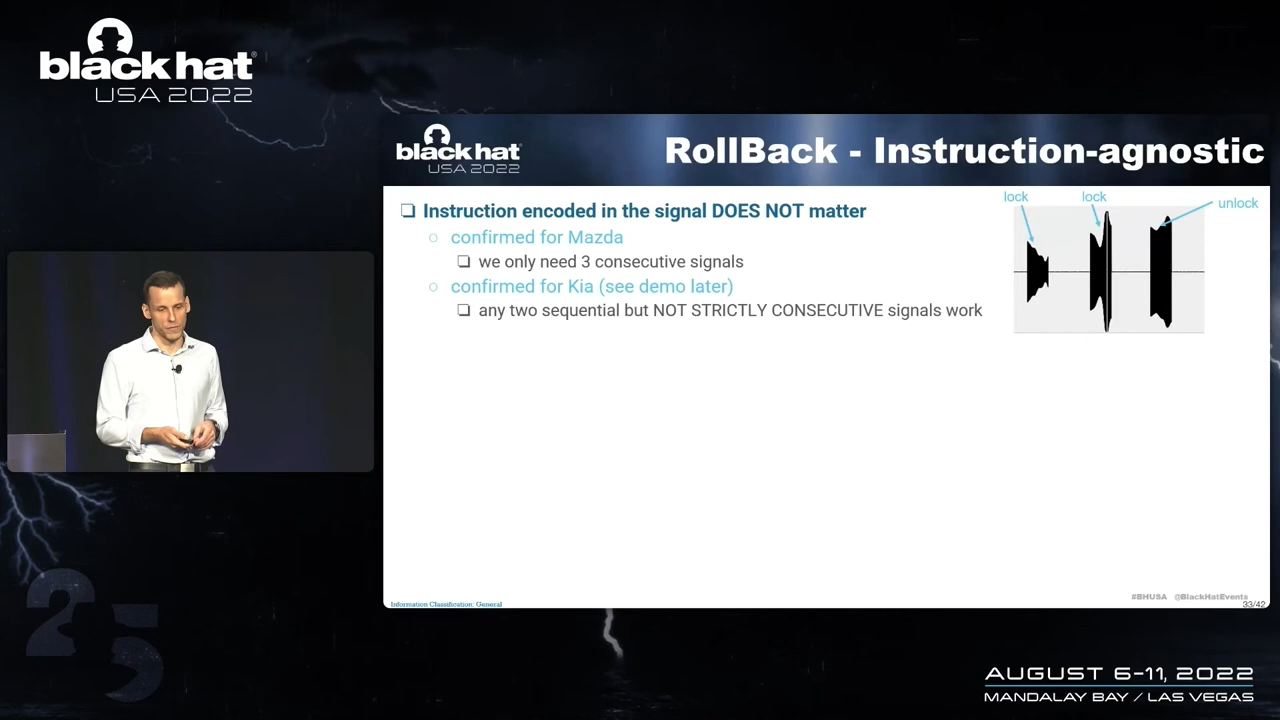 black hat®
USA 2022
black hat®
USA 2022
RollBack - Instruction-agnostic
Instruction encoded in the signal DOES NOT matter
confirmed for Mazda
we only need 3 consecutive signals
confirmed for Kia (see demo later)
any two sequential but NOT STRICTLY CONSECUTIVE signals work
lock
lock
unlock
Information Classification: General
#BHUSA @BlackHatEvents
33/42
25
AUGUST 6-11, 2022
MANDALAY BAY / LAS VEGAS